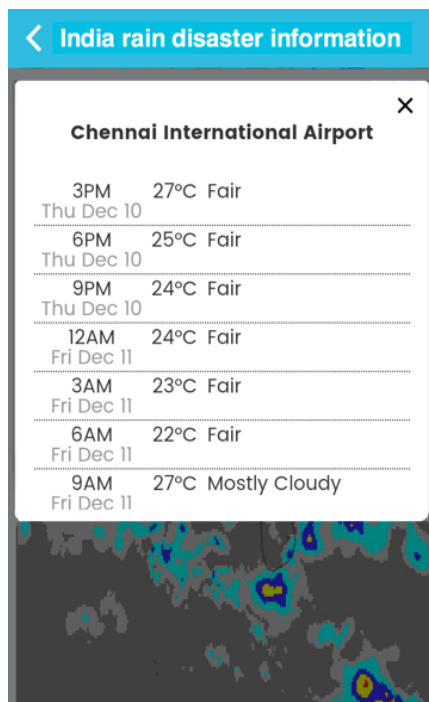 India rain disaster information
Chennai International Airport
3PM 27°C Fair
Thu Dec 10
6PM 25°C Fair
Thu Dec 10
9PM 24°C Fair
Thu Dec 10
12AM 24°C Fair
Fri Dec 11
3AM 23°C Fair
Fri Dec 11
6AM 22°C Fair
Fri Dec 11
9AM 27°C Mostly Cloudy
Fri Dec 11